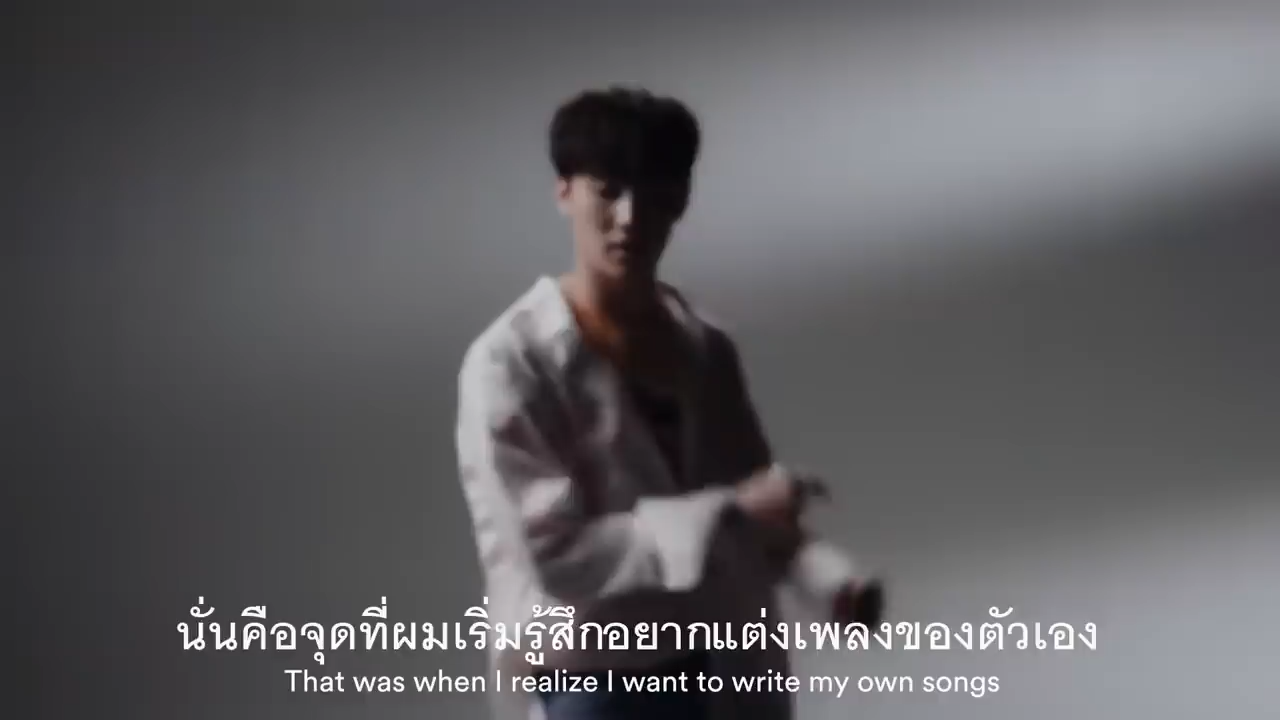 นั่นคือจุดที่ผมเริ่มรู้สึกอยากแต่งเพลงของตัวเอง
That was when I realize I want to write my own songs